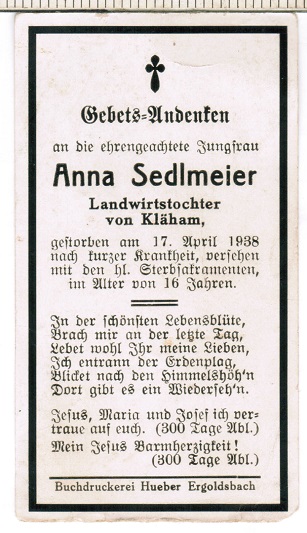 Gebets-Andenken
an die ehrengeachtete Jungfrau
Anna Sedlmeier
Landwirtstochter
von Kläham,
gestorben am 17. April 1938
nach kurzer Krankheit, versehen
mit den hl. Sterbsakramenten,
im Alter von 16 Jahren.
In der schönsten Lebensblüte,
Brach mir an der letzte Tag,
Lebet wohl Ihr meine Lieben,
Ich entrann der Erdenplag,
Blicket nach den Himmelshöh'n
Dort gibt es ein Wiederseh'n.
Jesus, Maria und Josef ich ver-
traue auf euch. (300 Tage Abl.)
Mein Jesus Barmherzigkeit!
(300 Tage Abl.)
Buchdruckerei Hueber Ergoldsbach